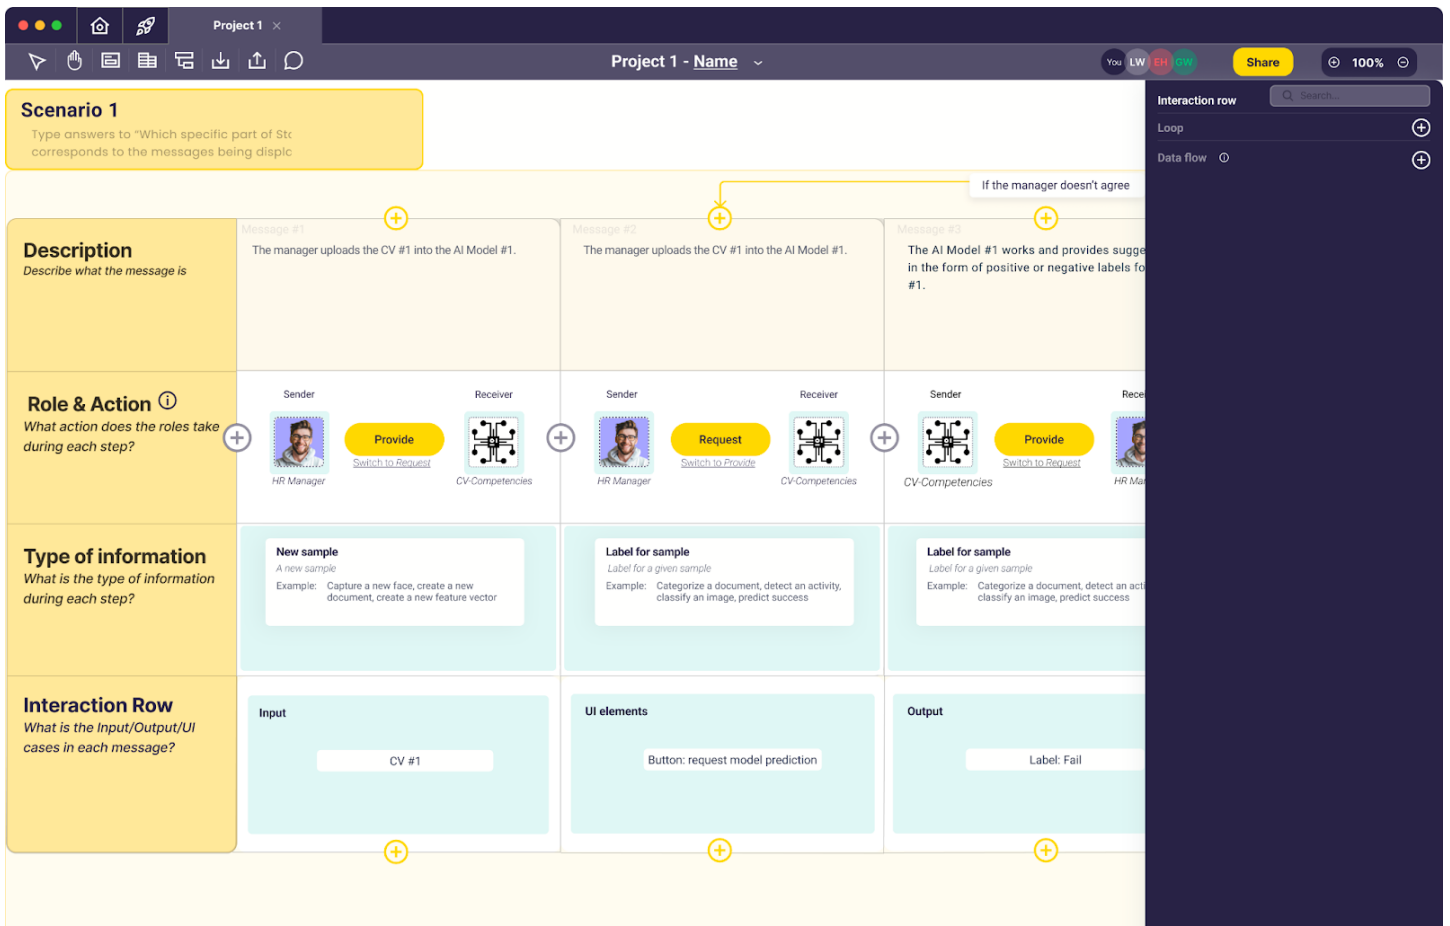 Project 1
Project 1 - Name
You LW EH GW
Share
100%
Scenario 1
Type answers to “Which specific part of Stc
corresponds to the messages being displc
Interaction row
Search...
Loop
Data flow
If the manager doesn't agree
Description
Describe what the message is
Message #1
The manager uploads the CV #1 into the AI Model #1.
Message #2
The manager uploads the CV #1 into the AI Model #1.
Message #3
The AI Model #1 works and provides sugge
in the form of positive or negative labels fo
#1.
Role & Action
What action does the roles take
during each step?
Sender
Receiver
Provide
Switch to Request
HR Manager
CV-Competencies
Sender
Receiver
Request
Switch to Provide
HR Manager
CV-Competencies
Sender
Recei
Provide
Switch to Request
CV-Competencies
HR Ma
Type of information
What is the type of information
during each step?
New sample
A new sample
Example: Capture a new face, create a new
document, create a new feature vector
Label for sample
Label for a given sample
Example: Categorize a document, detect an activity,
classify an image, predict success
Label for sample
Label for a given sample
Example: Categorize a document, detect an acti
classify an image, predict success
Interaction Row
What is the Input/Output/UI
cases in each message?
Input
CV #1
UI elements
Button: request model prediction
Output
Label: Fail